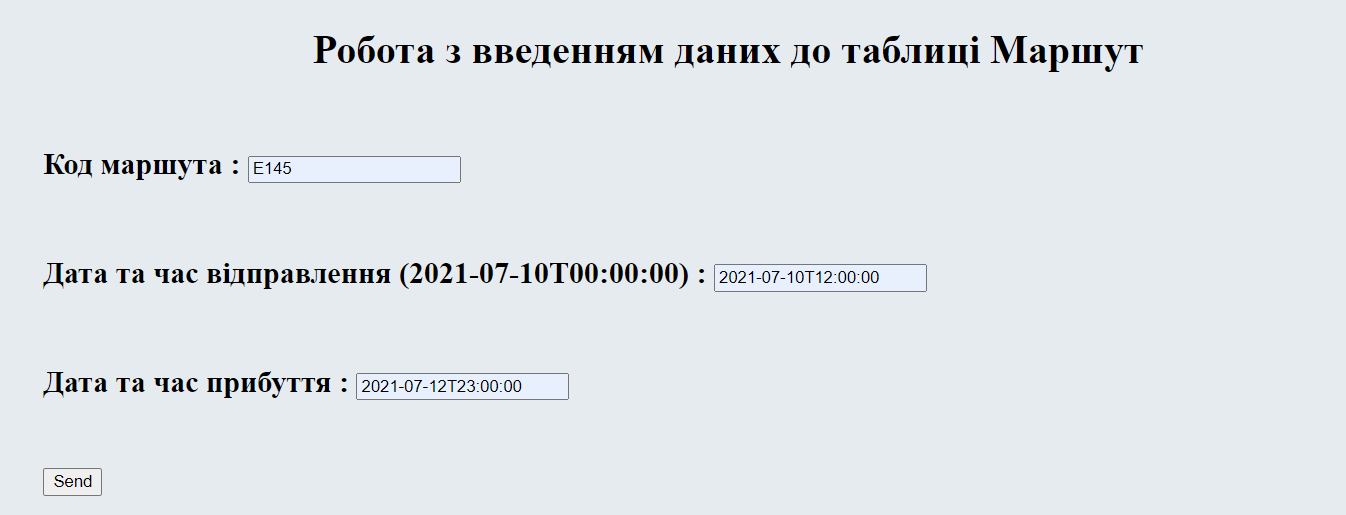 Робота з введенням даних до таблиці Маршут
Код маршута : E145
Дата та час відправлення (2021-07-10T00:00:00) : 2021-07-10T12:00:00
Дата та час прибуття : 2021-07-12T23:00:00
Send